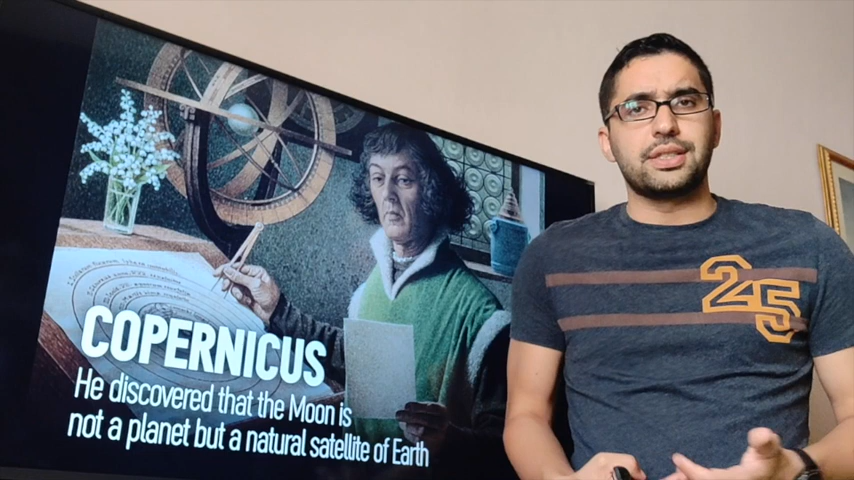 COPERNICUS
He discovered that the Moon is
not a planet but a natural satellite of Earth
25